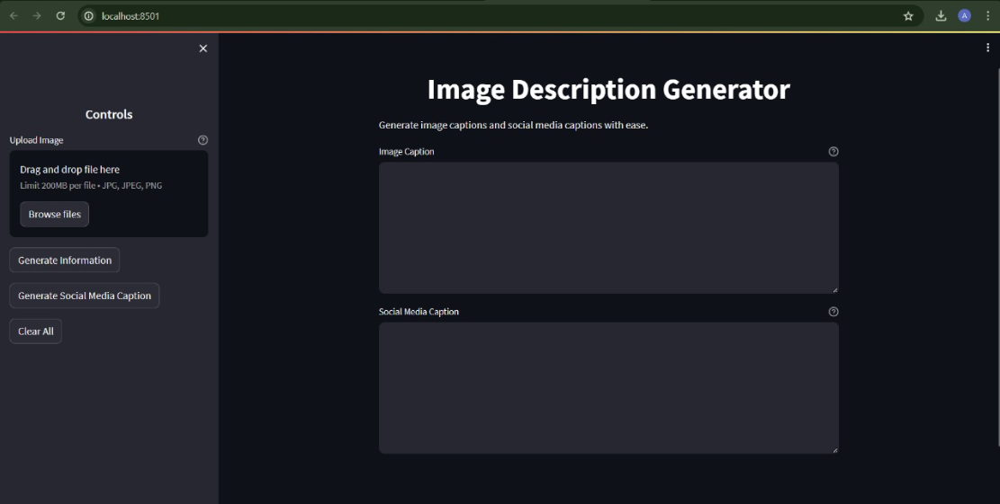 localhost:8501
A
Controls
Upload Image
Drag and drop file here
Limit 200MB per file • JPG, JPEG, PNG
Browse files
Generate Information
Generate Social Media Caption
Clear All
Image Description Generator
Generate image captions and social media captions with ease.
Image Caption
Social Media Caption